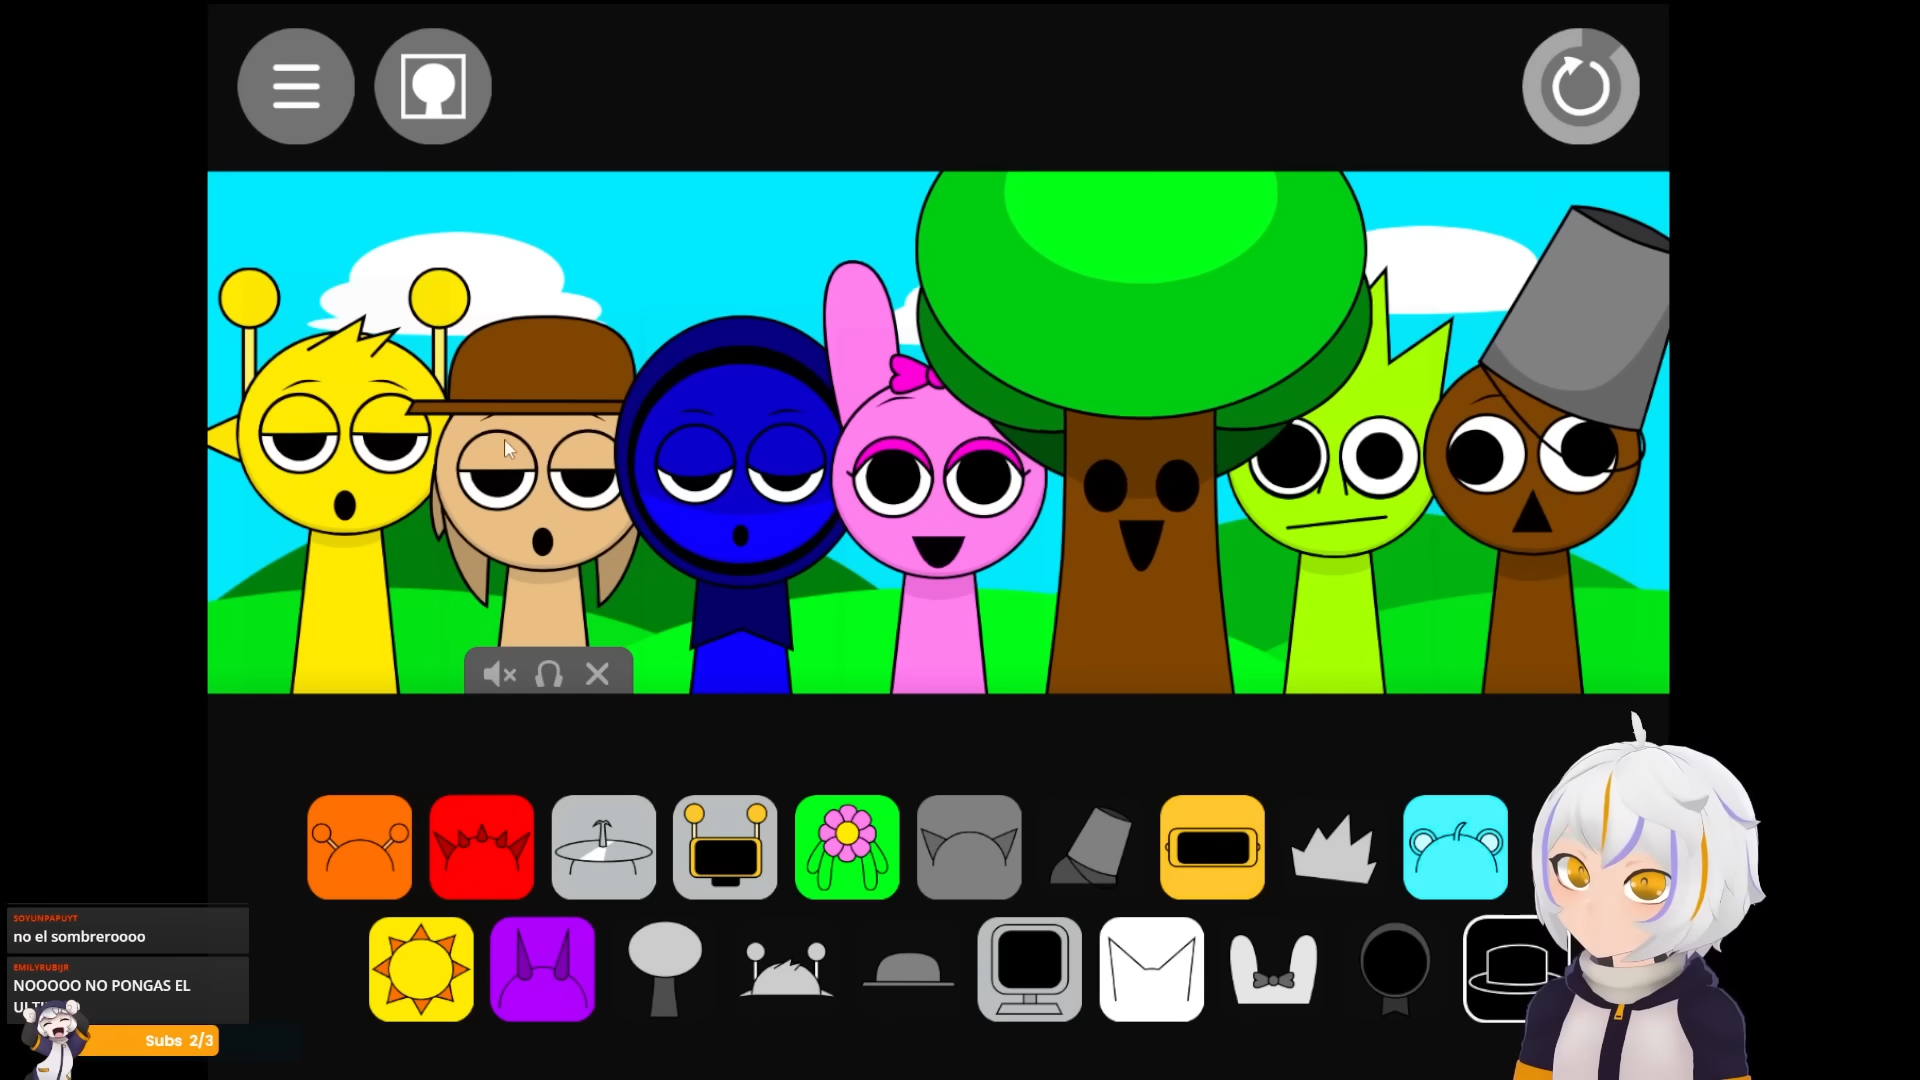 SOYUNPAPUYT
no el sombreroooo
EMILYRUBIJR
NOOOOO NO PONGAS EL
Subs 2/3